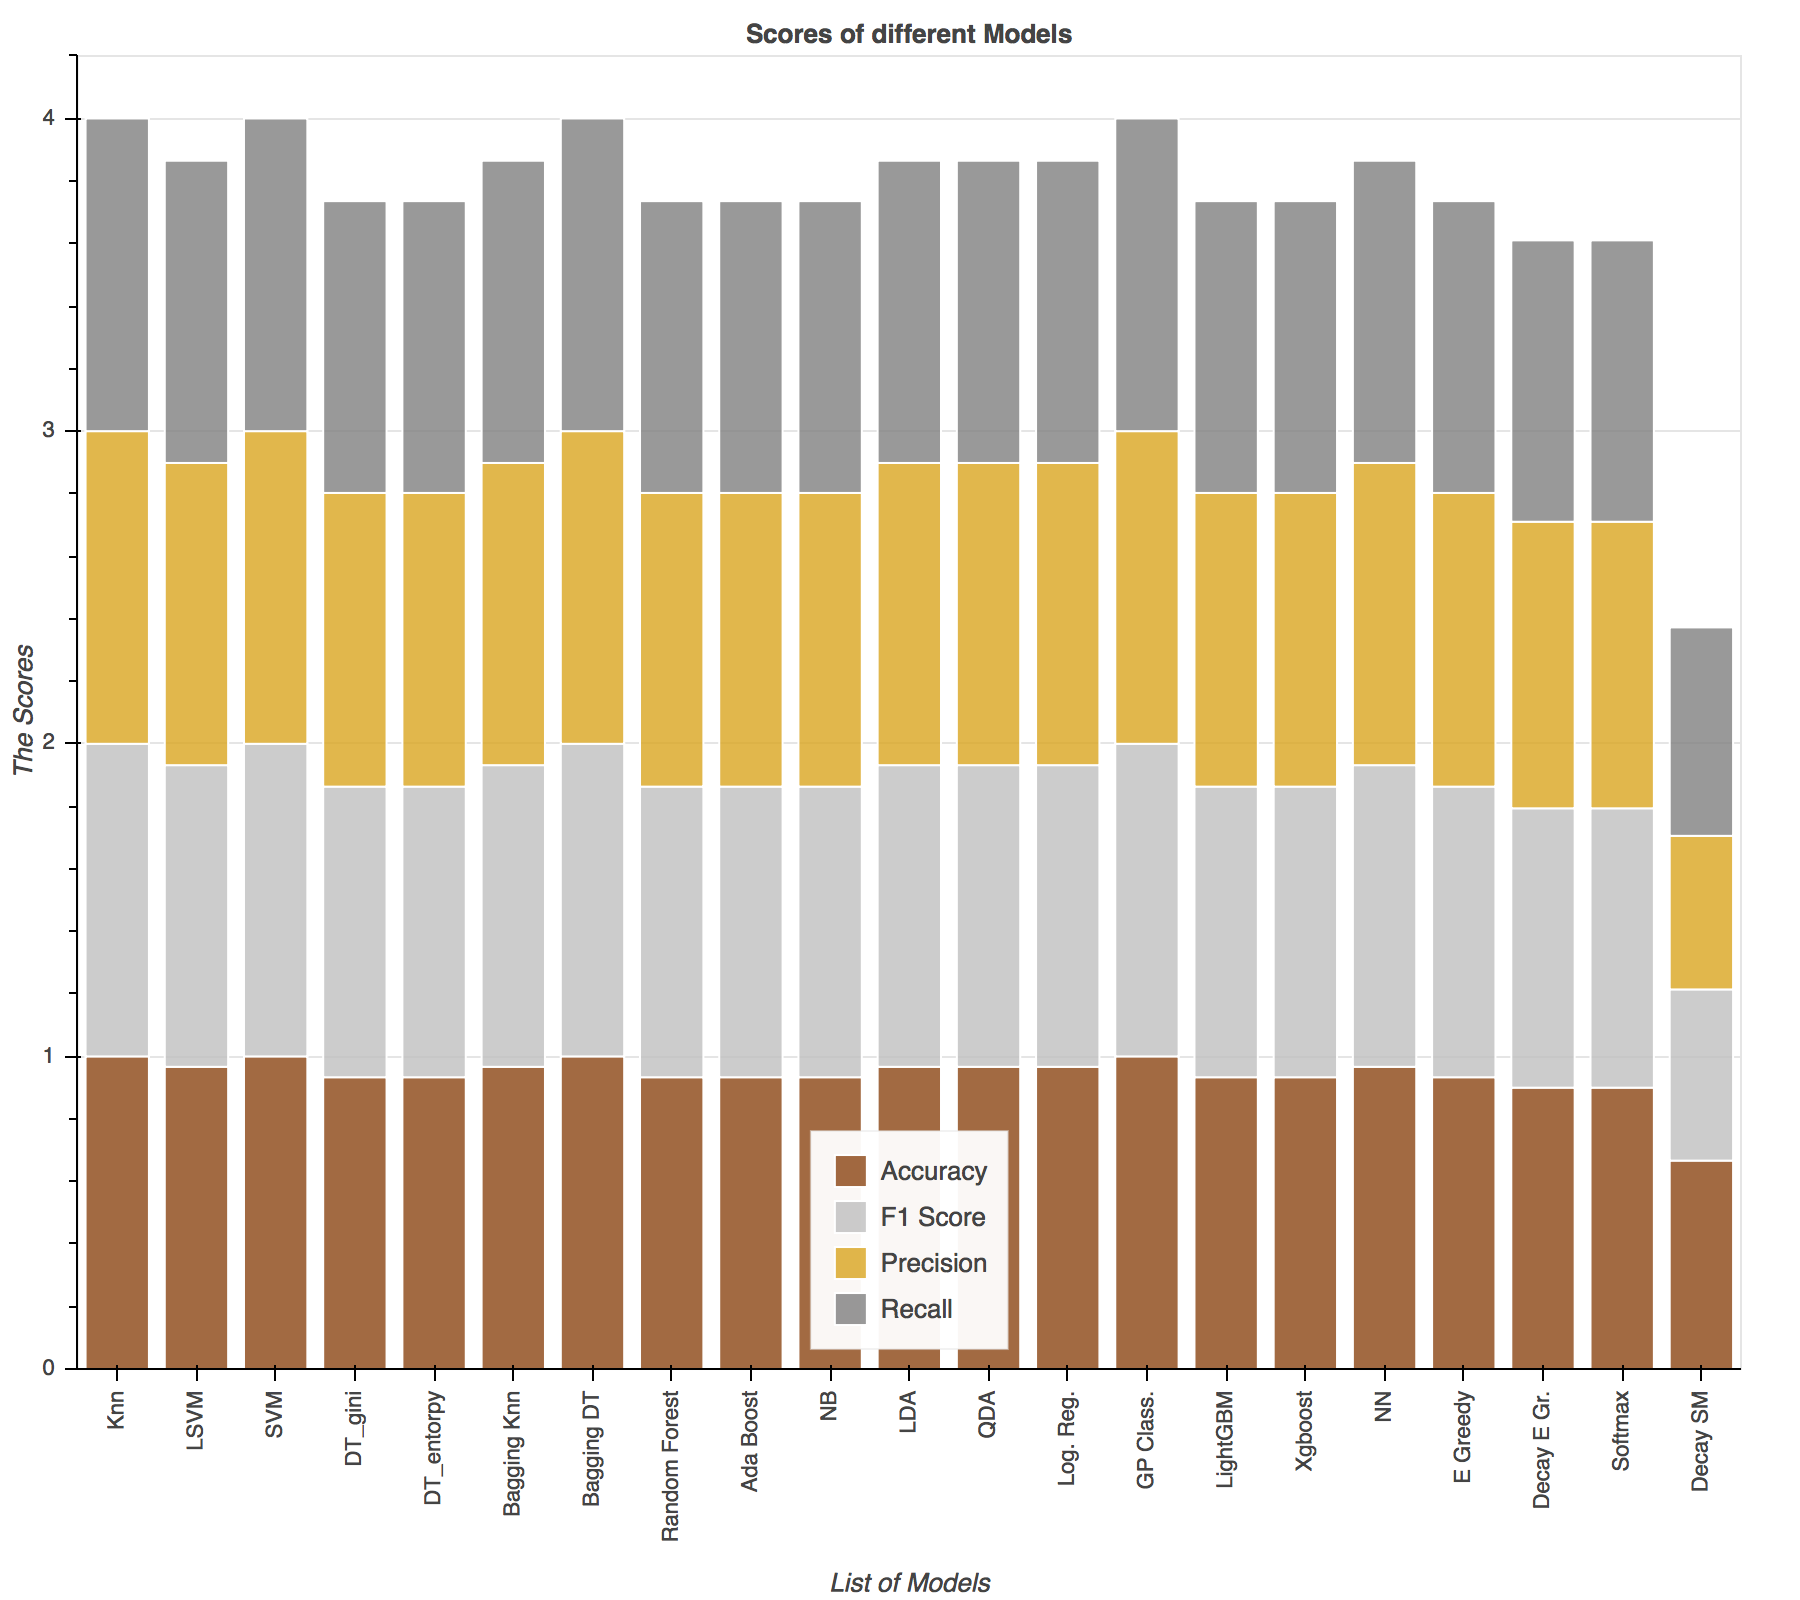 Scores of different Models
The Scores
4
3
2
1
0
Accuracy
F1 Score
Precision
Recall
Knn
LSVM
SVM
DT_gini
DT_entorpy
Bagging Knn
Bagging DT
Random Forest
Ada Boost
NB
LDA
QDA
Log. Reg.
GP Class.
LightGBM
Xgboost
NN
E Greedy
Decay E Gr.
Softmax
Decay SM
List of Models